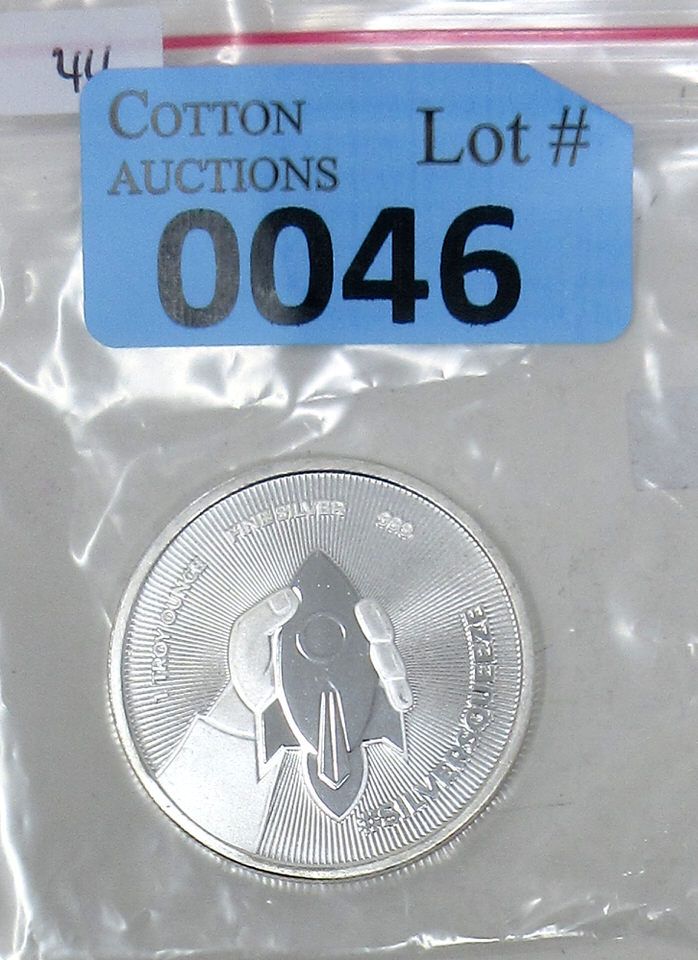 44
COTTON
AUCTIONS
Lot #
0046
1 TROY OUNCE
FINE SILVER
999
#SILVERSQUEEZE